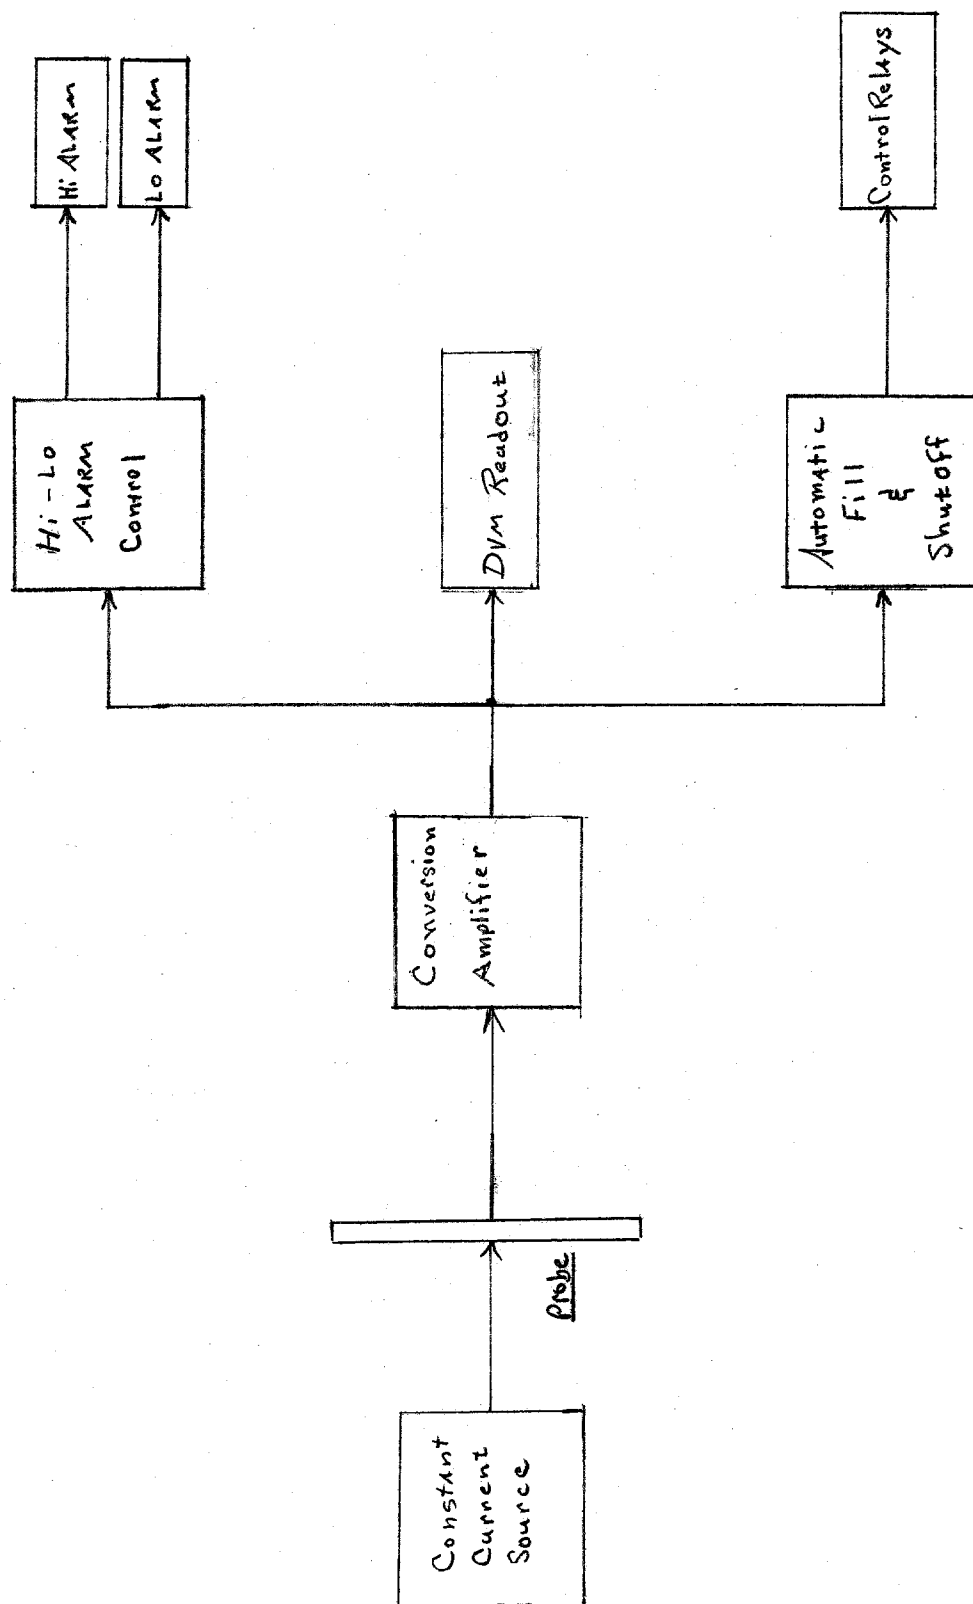 Hi ALARM
LO ALARM
Control Relays
Hi - Lo
ALARM
Control
DVM Readout
Automatic
Fill
&
Shutoff
Conversion
Amplifier
Probe
Constant
Current
Source